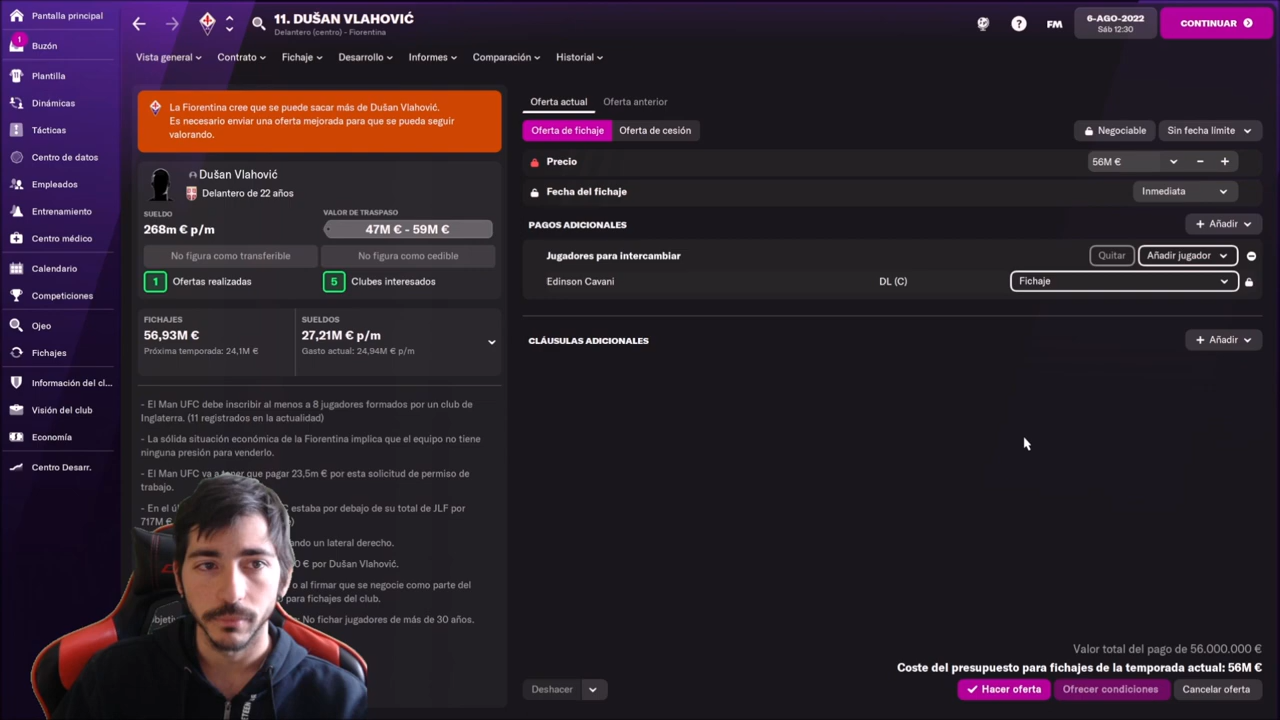 Pantalla principal
1
Buzón
Plantilla
Dinámicas
Tácticas
Centro de datos
Empleados
Entrenamiento
Centro médico
Calendario
Competiciones
Ojeo
Fichajes
Información del cl...
Visión del club
Economía
Centro Desarr.
11. DUŠAN VLAHOVIĆ
Delantero (centro) - Fiorentina
FM
6-AGO-2022
Sáb 12:30
CONTINUAR
Vista general
Contrato
Fichaje
Desarrollo
Informes
Comparación
Historial
La Fiorentina cree que se puede sacar más de Dušan Vlahović.
Es necesario enviar una oferta mejorada para que se pueda seguir
valorando.
Dušan Vlahović
Delantero de 22 años
SUELDO
268m € p/m
VALOR DE TRASPASO
47M € - 59M €
No figura como transferible
No figura como cedible
1 Ofertas realizadas
5 Clubes interesados
FICHAJES
56,93M €
Próxima temporada: 24,1M €
SUELDOS
27,21M € p/m
Gasto actual: 24,94M € p/m
- El Man UFC debe inscribir al menos a 8 jugadores formados por un club de
Inglaterra. (11 registrados en la actualidad)
- La sólida situación económica de la Fiorentina implica que el equipo no tiene
ninguna presión para venderlo.
- El Man UFC va a tener que pagar 23,5m € por esta solicitud de permiso de
trabajo.
- En el úl
C estaba por debajo de su total de JLF por
717M €
ando un lateral derecho.
0 € por Dušan Vlahović.
o al firmar que se negocie como parte del
para fichajes del club.
objeti
: No fichar jugadores de más de 30 años.
Oferta actual
Oferta anterior
Oferta de fichaje
Oferta de cesión
Negociable
Sin fecha límite
Precio
56M €
Fecha del fichaje
Inmediata
PAGOS ADICIONALES
Añadir
Jugadores para intercambiar
Quitar
Añadir jugador
Edinson Cavani
DL (C)
Fichaje
CLÁUSULAS ADICIONALES
Añadir
Valor total del pago de 56.000.000 €
Coste del presupuesto para fichajes de la temporada actual: 56M €
Deshacer
Hacer oferta
Ofrecer condiciones
Cancelar oferta